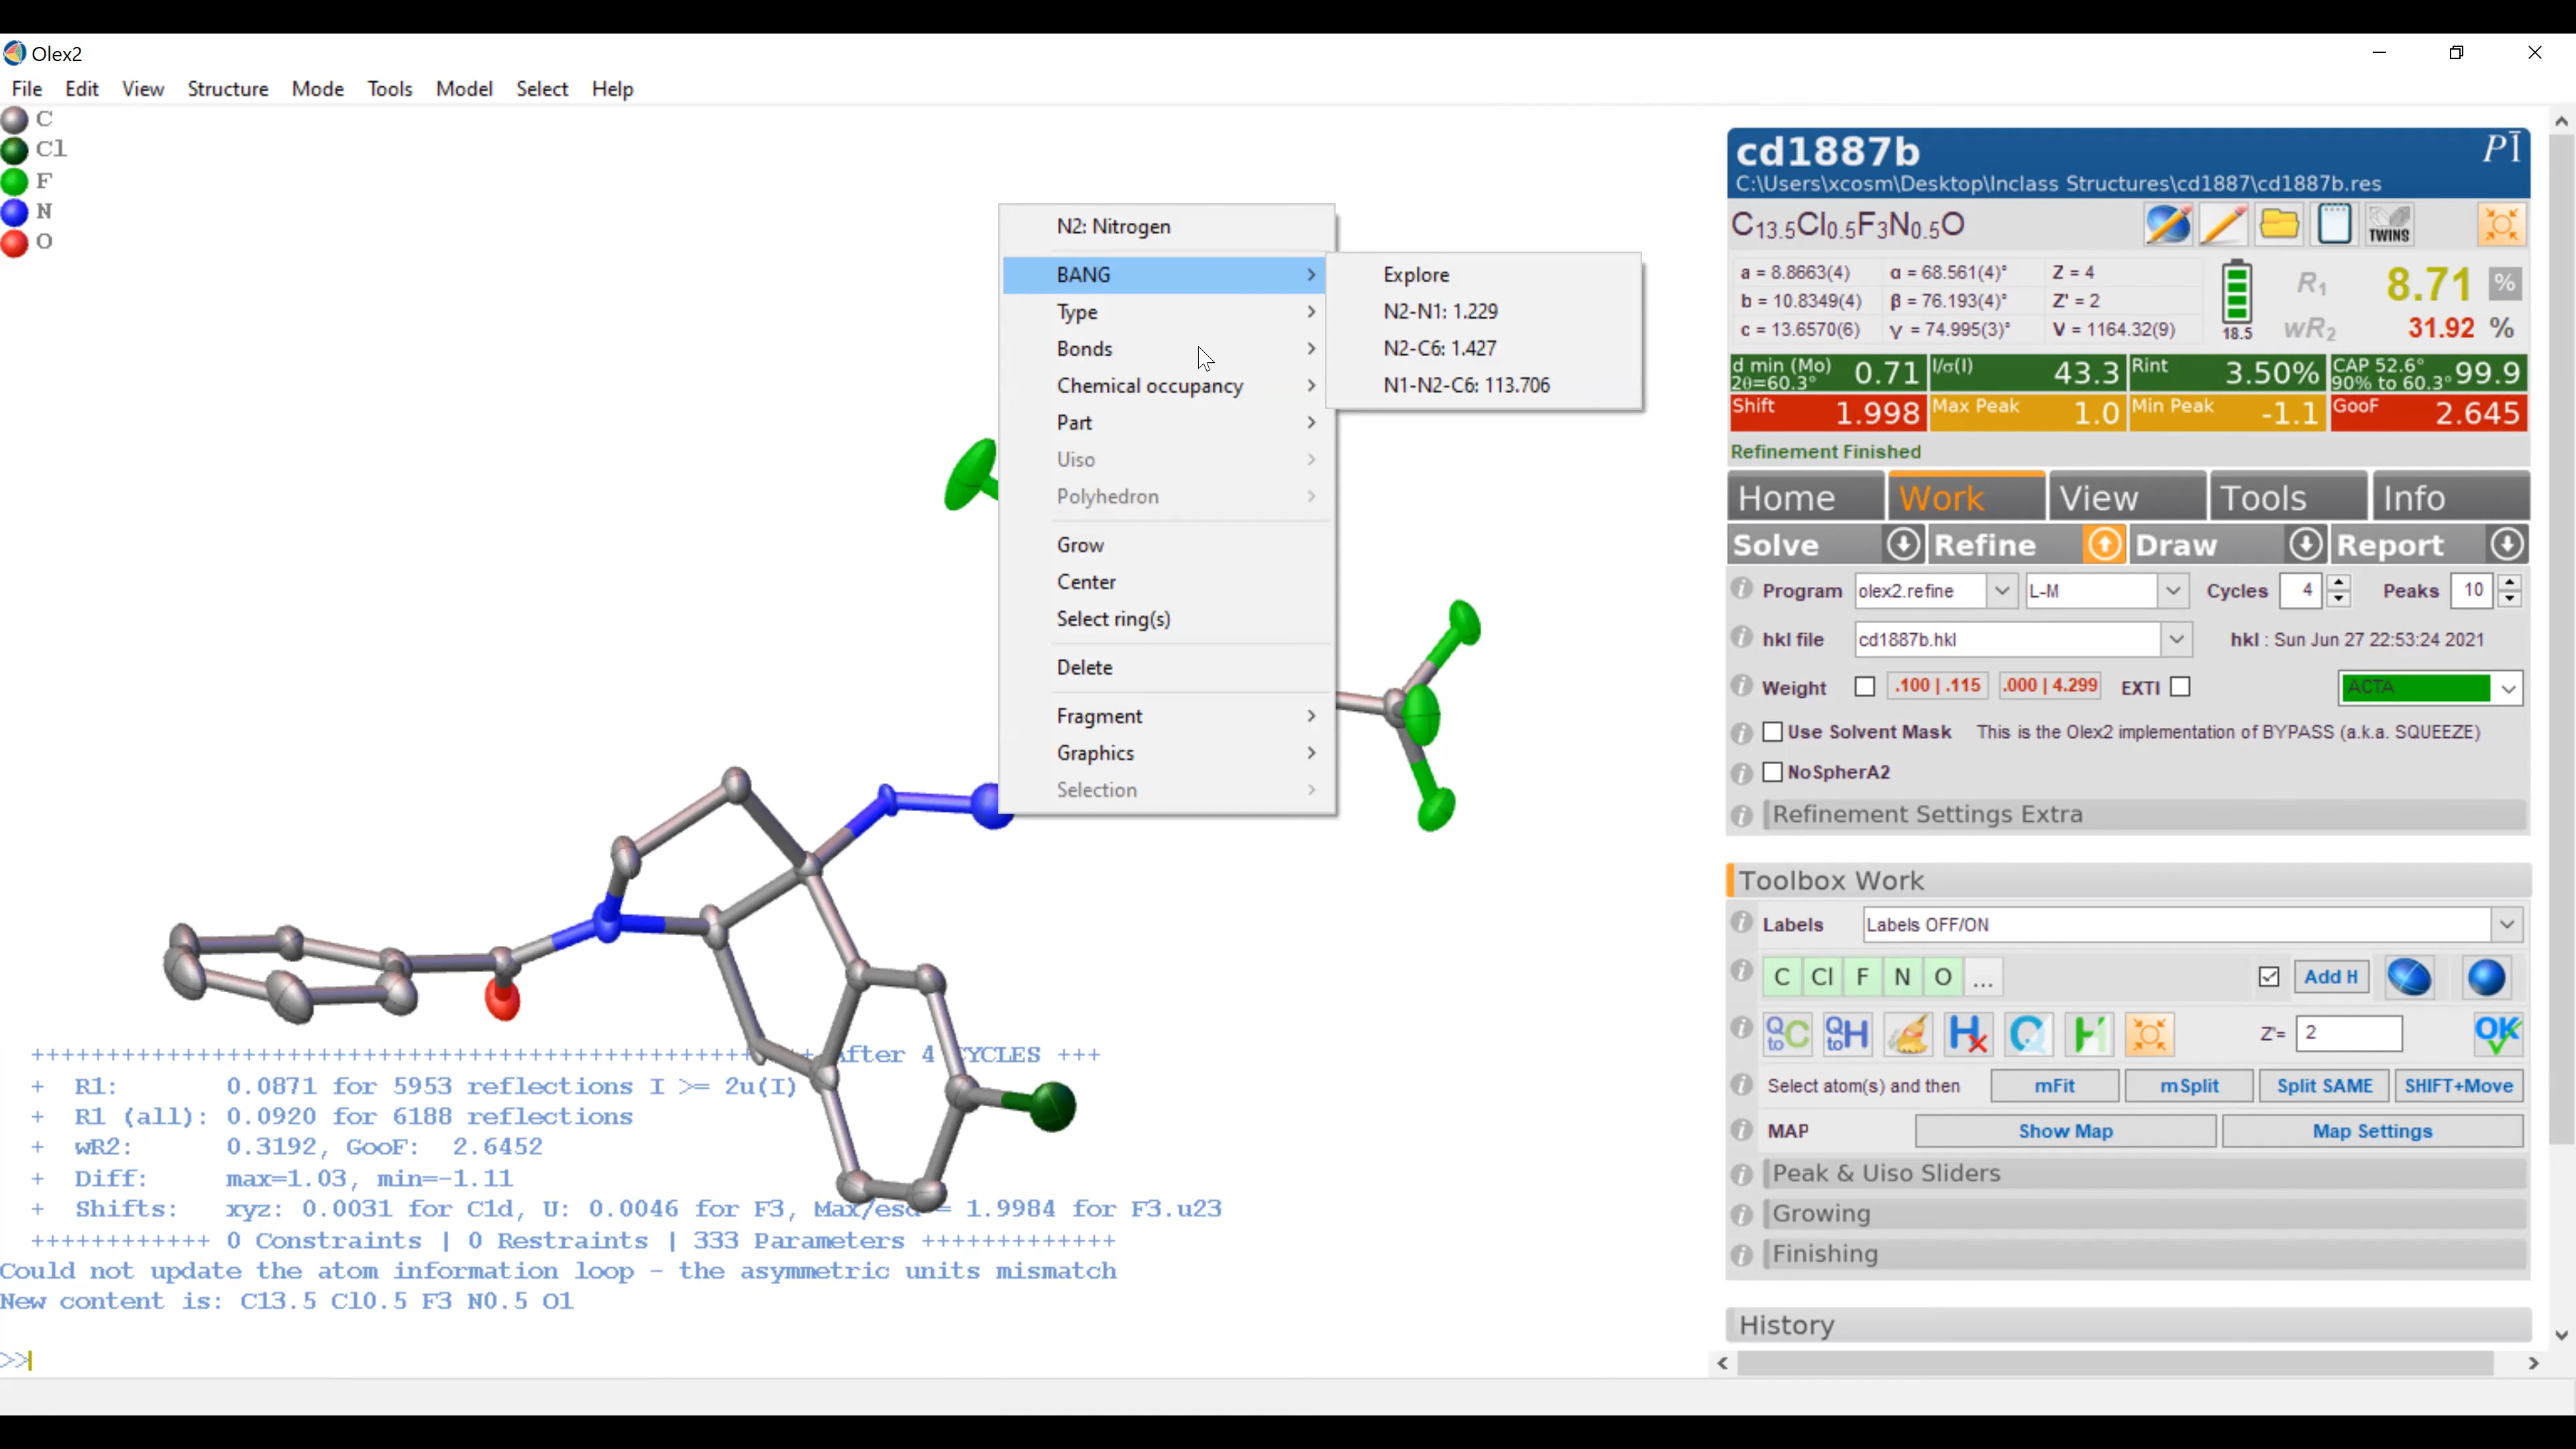 Olex2
File Edit View Structure Mode Tools Model Select Help
C
Cl
F
N
O
N2: Nitrogen
BANG
Type
Bonds
Chemical occupancy
Part
Uiso
Polyhedron
Grow
Center
Select ring(s)
Delete
Fragment
Graphics
Selection
Explore
N2-N1: 1.229
N2-C6: 1.427
N1-N2-C6: 113.706
+++++++++++++++++++++++++++++++++++++++++++++++++++++ After 4 CYCLES +++
+ R1: 0.0871 for 5953 reflections I >= 2u(I)
+ R1 (all): 0.0920 for 6188 reflections
+ wR2: 0.3192, GooF: 2.6452
+ Diff: max=1.03, min=-1.11
+ Shifts: xyz: 0.0031 for C1d, U: 0.0046 for F3, Max/esd = 1.9984 for F3.u23
++++++++++++ 0 Constraints | 0 Restraints | 333 Parameters +++++++++++++
Could not update the atom information loop - the asymmetric units mismatch
New content is: C13.5 Cl0.5 F3 N0.5 O1
>>
cd1887b P1̄
C:\Users\xcosm\Desktop\Inclass Structures\cd1887\cd1887b.res
C13.5Cl0.5F3N0.5O TWINS
a = 8.8663(4) α = 68.561(4)° Z = 4
b = 10.8349(4) β = 76.193(4)° Z' = 2
c = 13.6570(6) γ = 74.995(3)° V = 1164.32(9)
18.5
R1 8.71 %
wR2 31.92 %
d min (Mo) 2θ=60.3° 0.71 I/σ(I) 43.3 Rint 3.50% CAP 52.6° 90% to 60.3° 99.9
Shift 1.998 Max Peak 1.0 Min Peak -1.1 GooF 2.645
Refinement Finished
Home Work View Tools Info
Solve Refine Draw Report
Program olex2.refine L-M Cycles 4 Peaks 10
hkl file cd1887b.hkl hkl : Sun Jun 27 22:53:24 2021
Weight .100 | .115 .000 | 4.299 EXTI ACTA
Use Solvent Mask This is the Olex2 implementation of BYPASS (a.k.a. SQUEEZE)
NoSpherA2
Refinement Settings Extra
Toolbox Work
Labels Labels OFF/ON
C Cl F N O ... Add H
Q to C Q to H H Q H Z'= 2 OK
Select atom(s) and then mFit mSplit Split SAME SHIFT+Move
MAP Show Map Map Settings
Peak & Uiso Sliders
Growing
Finishing
History